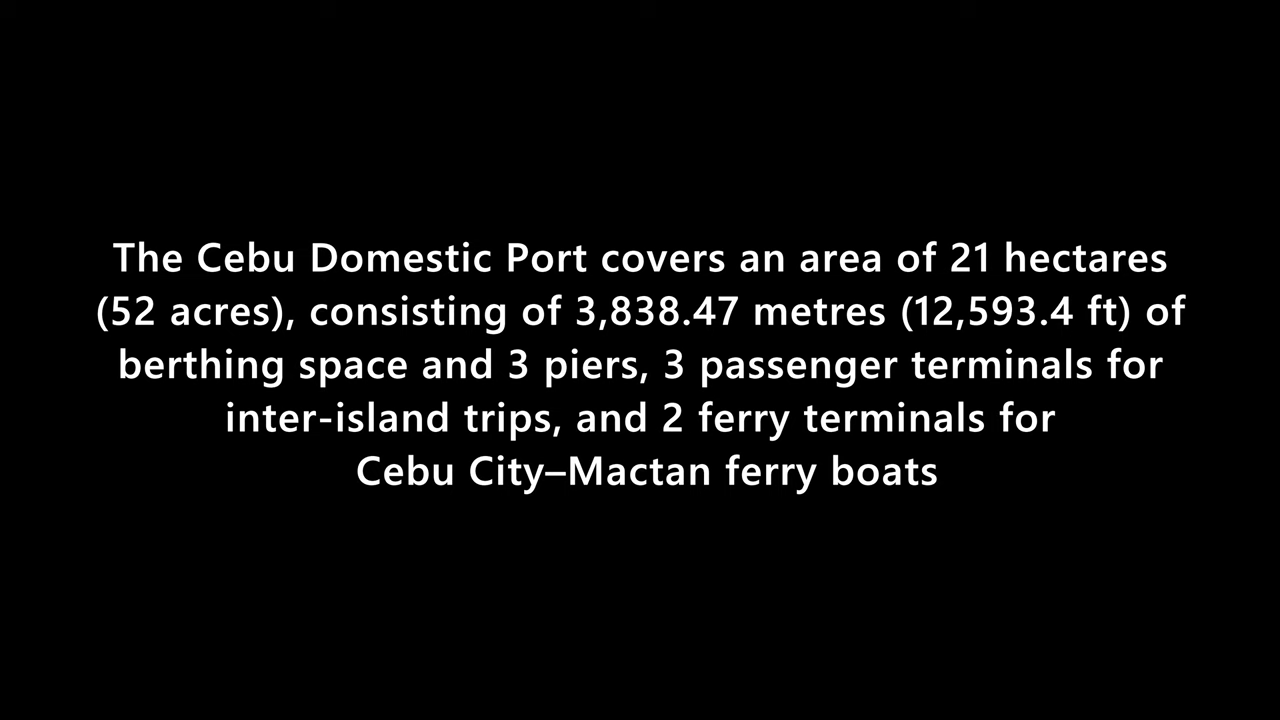 The Cebu Domestic Port covers an area of 21 hectares
(52 acres), consisting of 3,838.47 metres (12,593.4 ft) of
berthing space and 3 piers, 3 passenger terminals for
inter-island trips, and 2 ferry terminals for
Cebu City–Mactan ferry boats